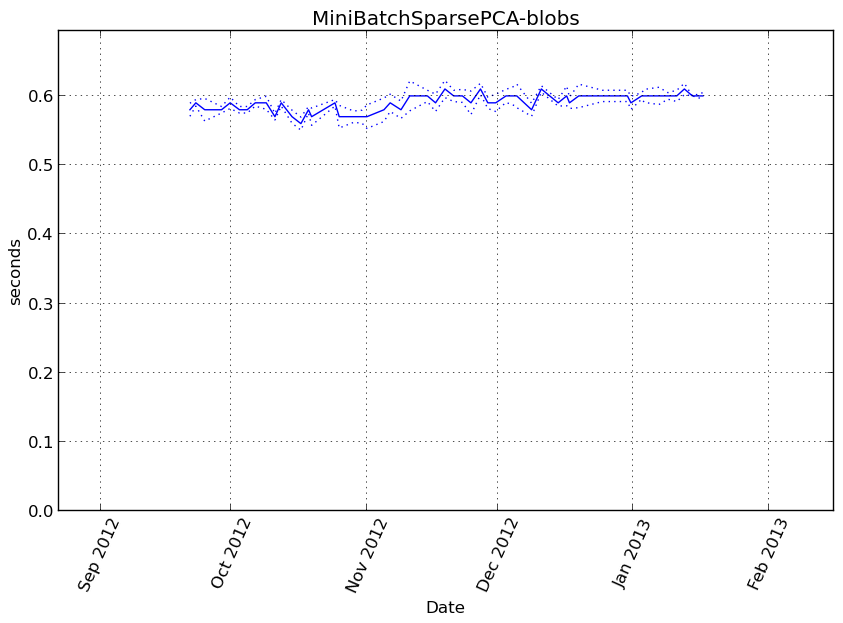 MiniBatchSparsePCA-blobs
0.6
0.5
0.4
0.3
0.2
0.1
0.0
seconds
Sep 2012
Oct 2012
Nov 2012
Dec 2012
Jan 2013
Feb 2013
Date